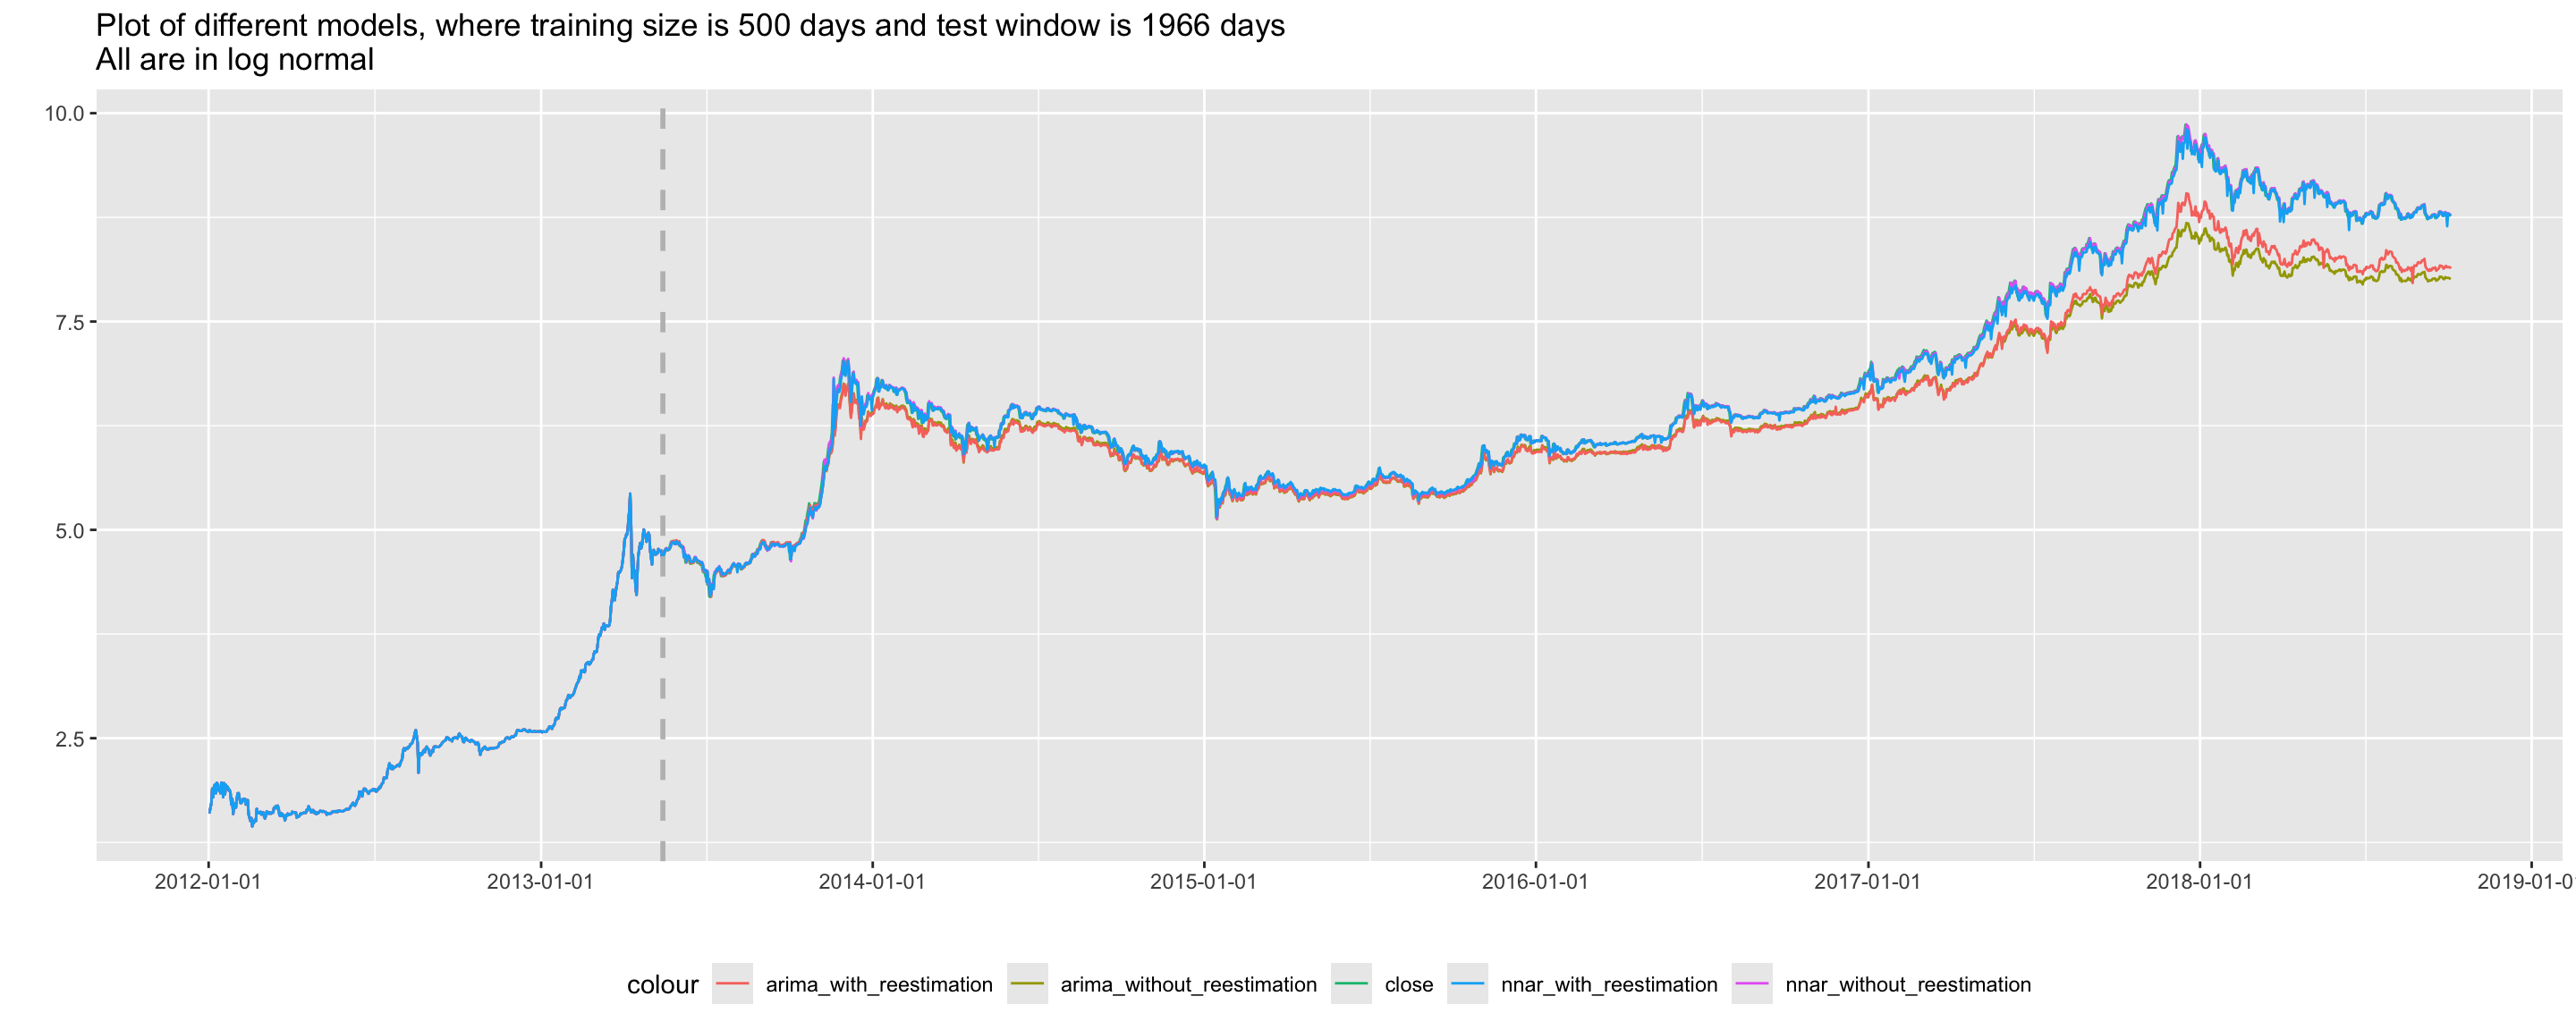 Plot of different models, where training size is 500 days and test window is 1966 days
All are in log normal
10.0
7.5
5.0
2.5
2012-01-01 2013-01-01 2014-01-01 2015-01-01 2016-01-01 2017-01-01 2018-01-01 2019-01-0
colour arima_with_reestimation arima_without_reestimation close nnar_with_reestimation nnar_without_reestimation